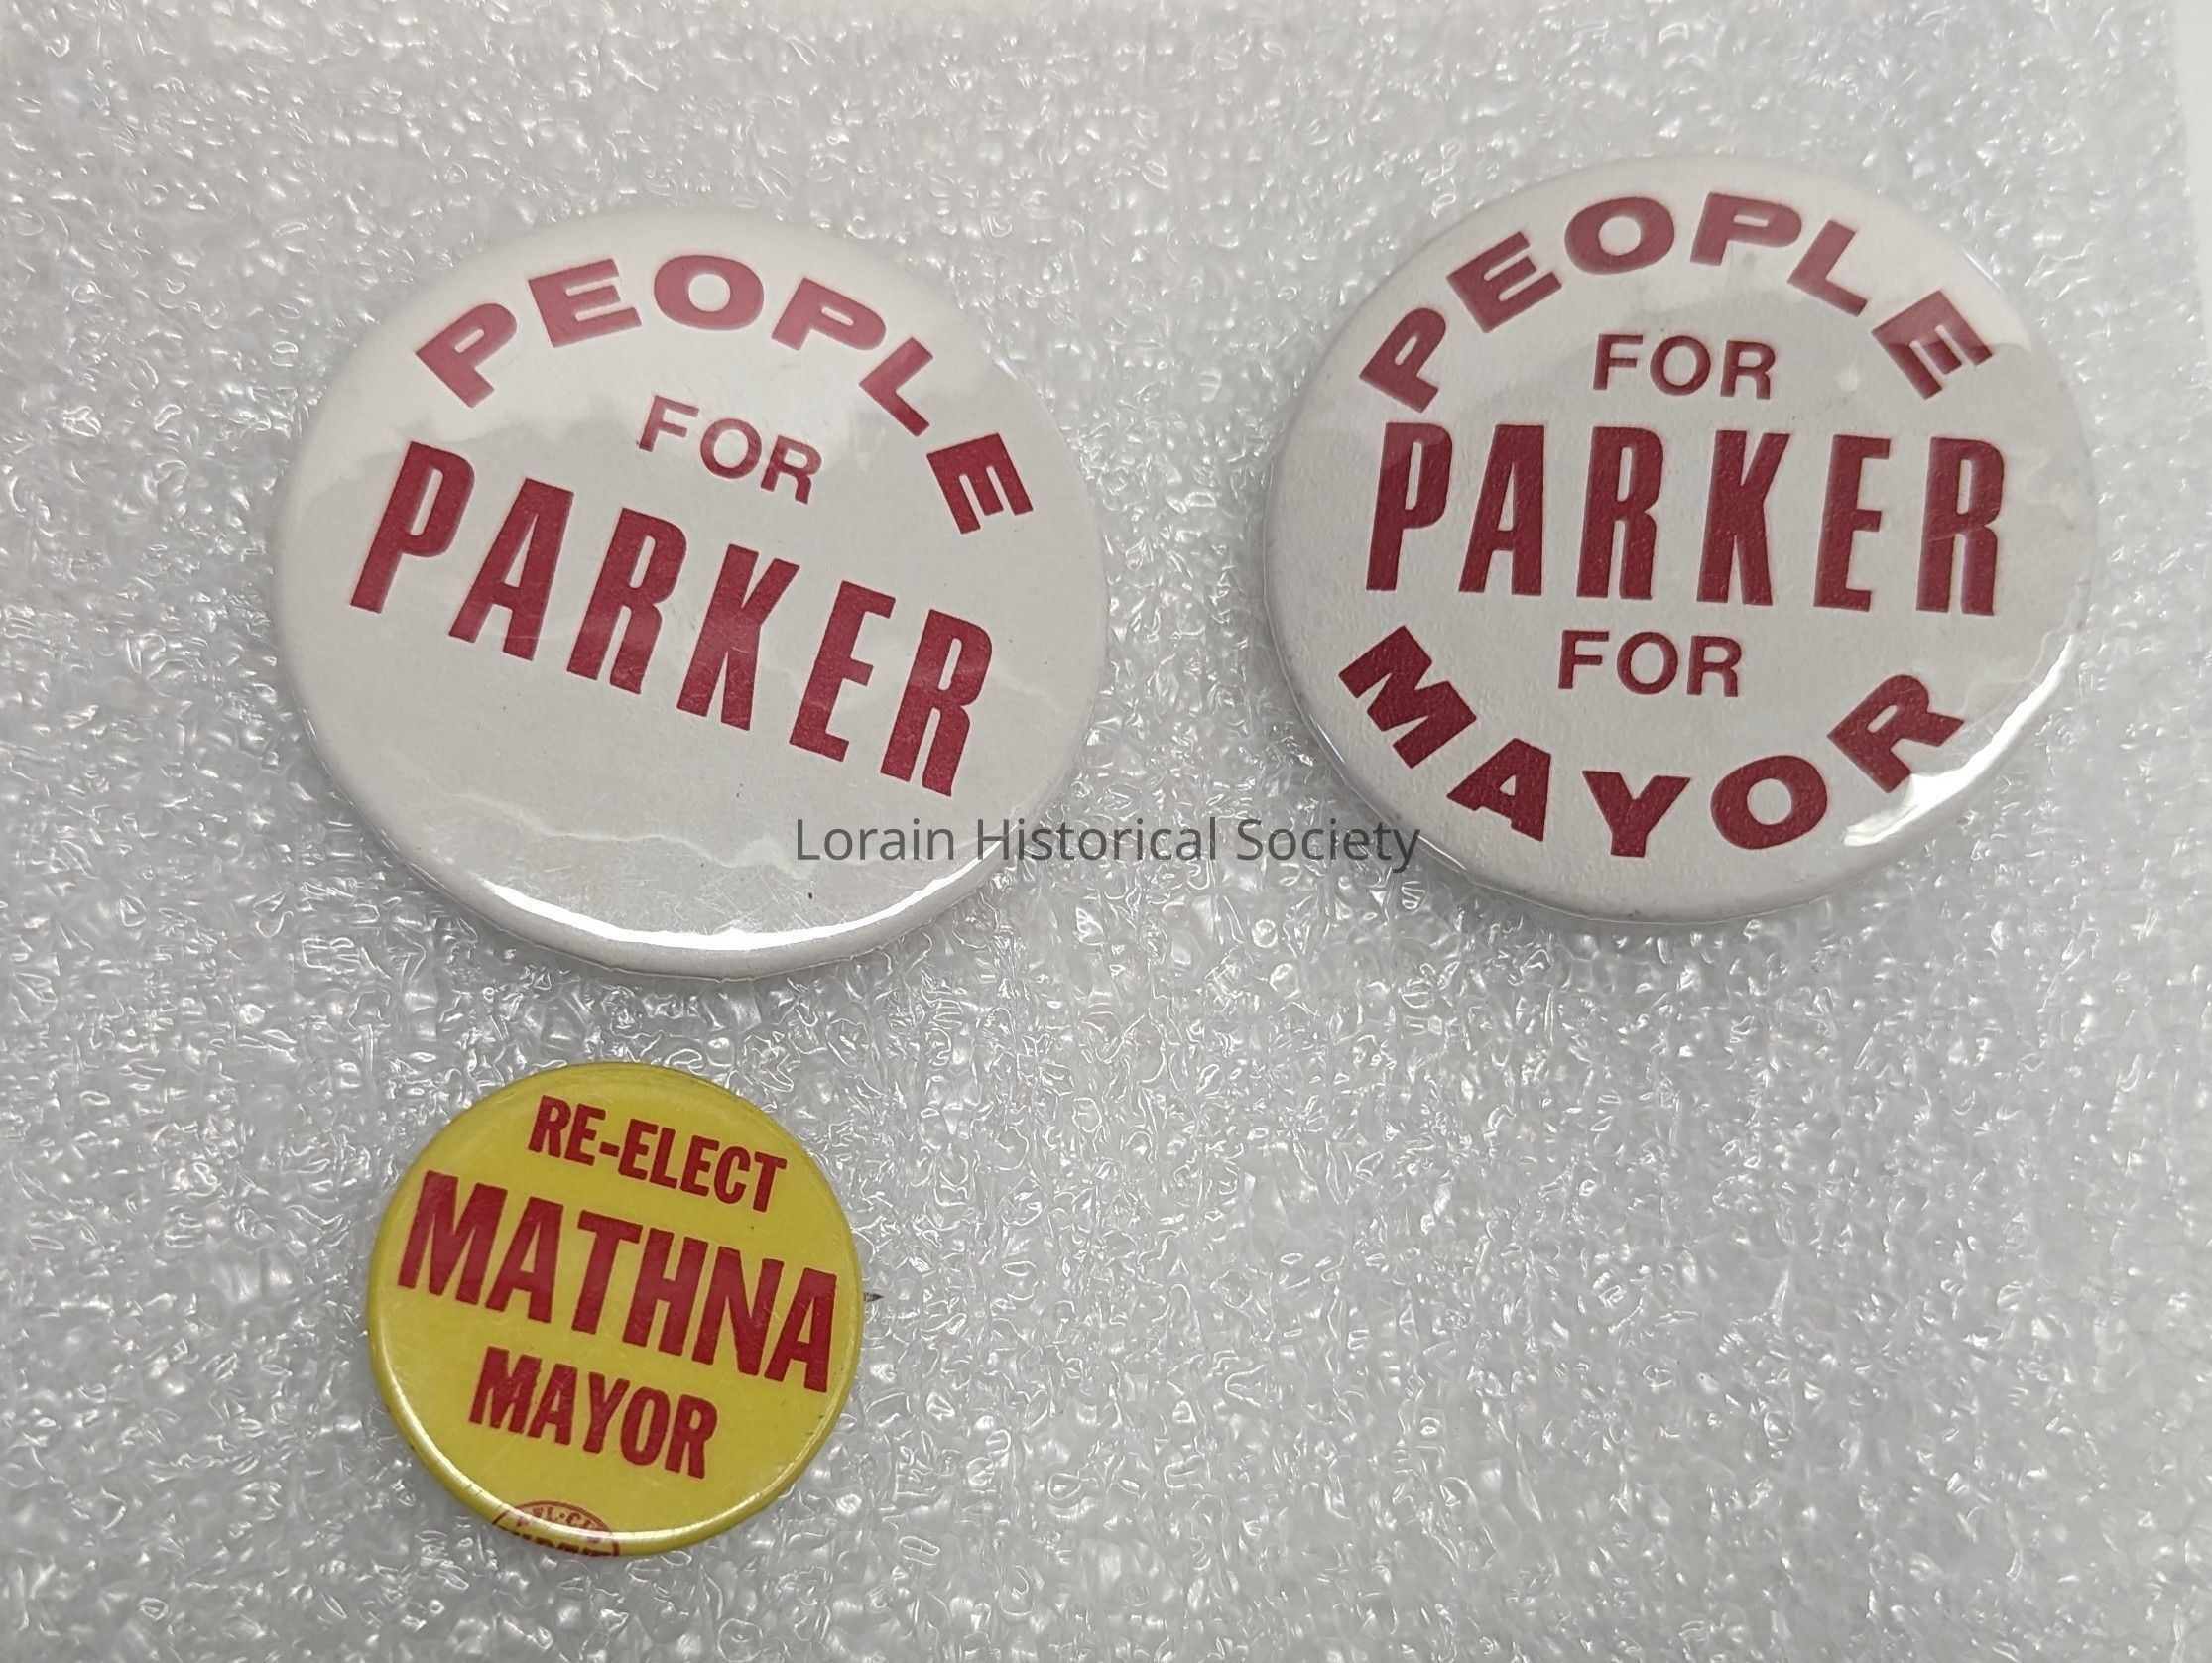 PEOPLE
FOR
PARKER
PEOPLE
FOR
PARKER
FOR
MAYOR
Lorain Historical Society
RE-ELECT
MATHNA
MAYOR